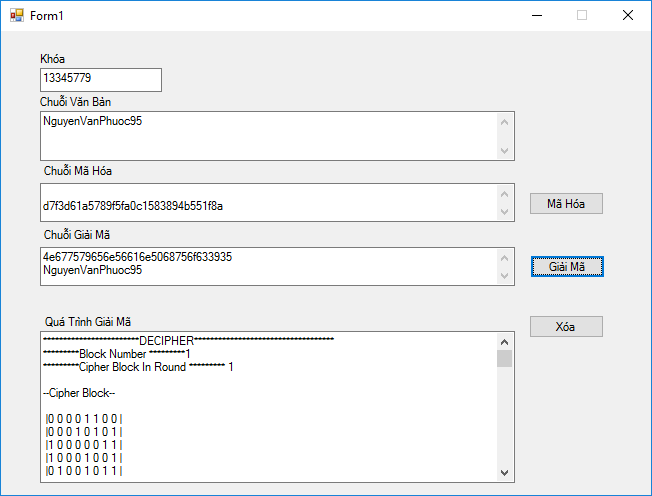 Form1
Khóa
13345779
Chuỗi Văn Bản
NguyenVanPhuoc95
Chuỗi Mã Hóa
d7f3d61a5789f5fa0c1583894b551f8a
Mã Hóa
Chuỗi Giải Mã
4e677579656e56616e5068756f633935
NguyenVanPhuoc95
Giải Mã
Quá Trình Giải Mã
Xóa
************************DECIPHER***********************************
*********Block Number *********1
*********Cipher Block In Round ********* 1
--Cipher Block--
|0 0 0 0 1 1 0 0 |
|0 0 0 1 0 1 0 1 |
|1 0 0 0 0 0 1 1 |
|1 0 0 0 1 0 0 1 |
|0 1 0 0 1 0 1 1 |